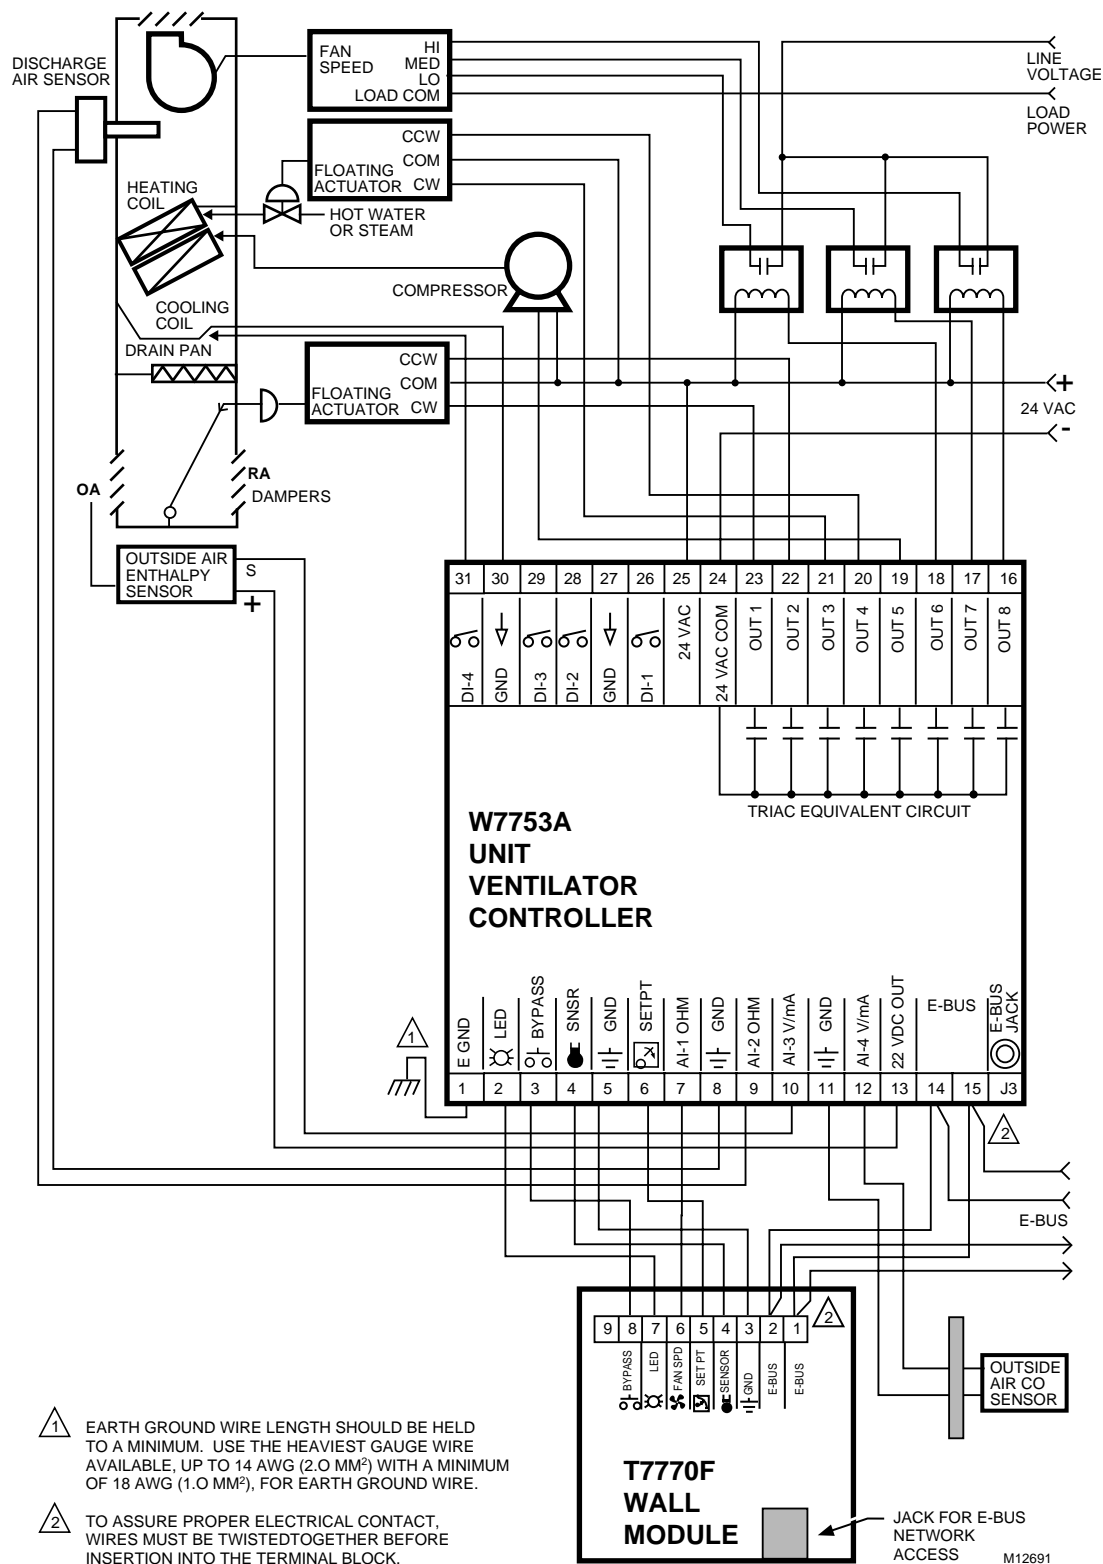 DISCHARGE
AIR SENSOR
FAN
SPEED
HI
MED
LO
LOAD COM
LINE
VOLTAGE
LOAD
POWER
FLOATING
ACTUATOR
CCW
COM
CW
HEATING
COIL
HOT WATER
OR STEAM
COMPRESSOR
COOLING
COIL
DRAIN PAN
FLOATING
ACTUATOR
CCW
COM
CW
+
24 VAC
-
OA
RA
DAMPERS
OUTSIDE AIR
ENTHALPY
SENSOR
S
+
31 30 29 28 27 26 25 24 23 22 21 20 19 18 17 16
DI-4
GND
DI-3
DI-2
GND
DI-1
24 VAC
24 VAC COM
OUT 1
OUT 2
OUT 3
OUT 4
OUT 5
OUT 6
OUT 7
OUT 8
TRIAC EQUIVALENT CIRCUIT
W7753A
UNIT
VENTILATOR
CONTROLLER
1
E GND
LED
BYPASS
SNSR
GND
SETPT
AI-1 OHM
GND
AI-2 OHM
AI-3 V/mA
GND
AI-4 V/mA
22 VDC OUT
E-BUS
E-BUS
JACK
1 2 3 4 5 6 7 8 9 10 11 12 13 14 15 J3
2
E-BUS
9 8 7 6 5 4 3 2 1
2
BYPASS
LED
FAN SPD
SET PT
SENSOR
GND
E-BUS
E-BUS
OUTSIDE
AIR CO
SENSOR
T7770F
WALL
MODULE
JACK FOR E-BUS
NETWORK
ACCESS
1 EARTH GROUND WIRE LENGTH SHOULD BE HELD
TO A MINIMUM. USE THE HEAVIEST GAUGE WIRE
AVAILABLE, UP TO 14 AWG (2.O MM²) WITH A MINIMUM
OF 18 AWG (1.O MM²), FOR EARTH GROUND WIRE.
2 TO ASSURE PROPER ELECTRICAL CONTACT,
WIRES MUST BE TWISTEDTOGETHER BEFORE
INSERTION INTO THE TERMINAL BLOCK.
M12691